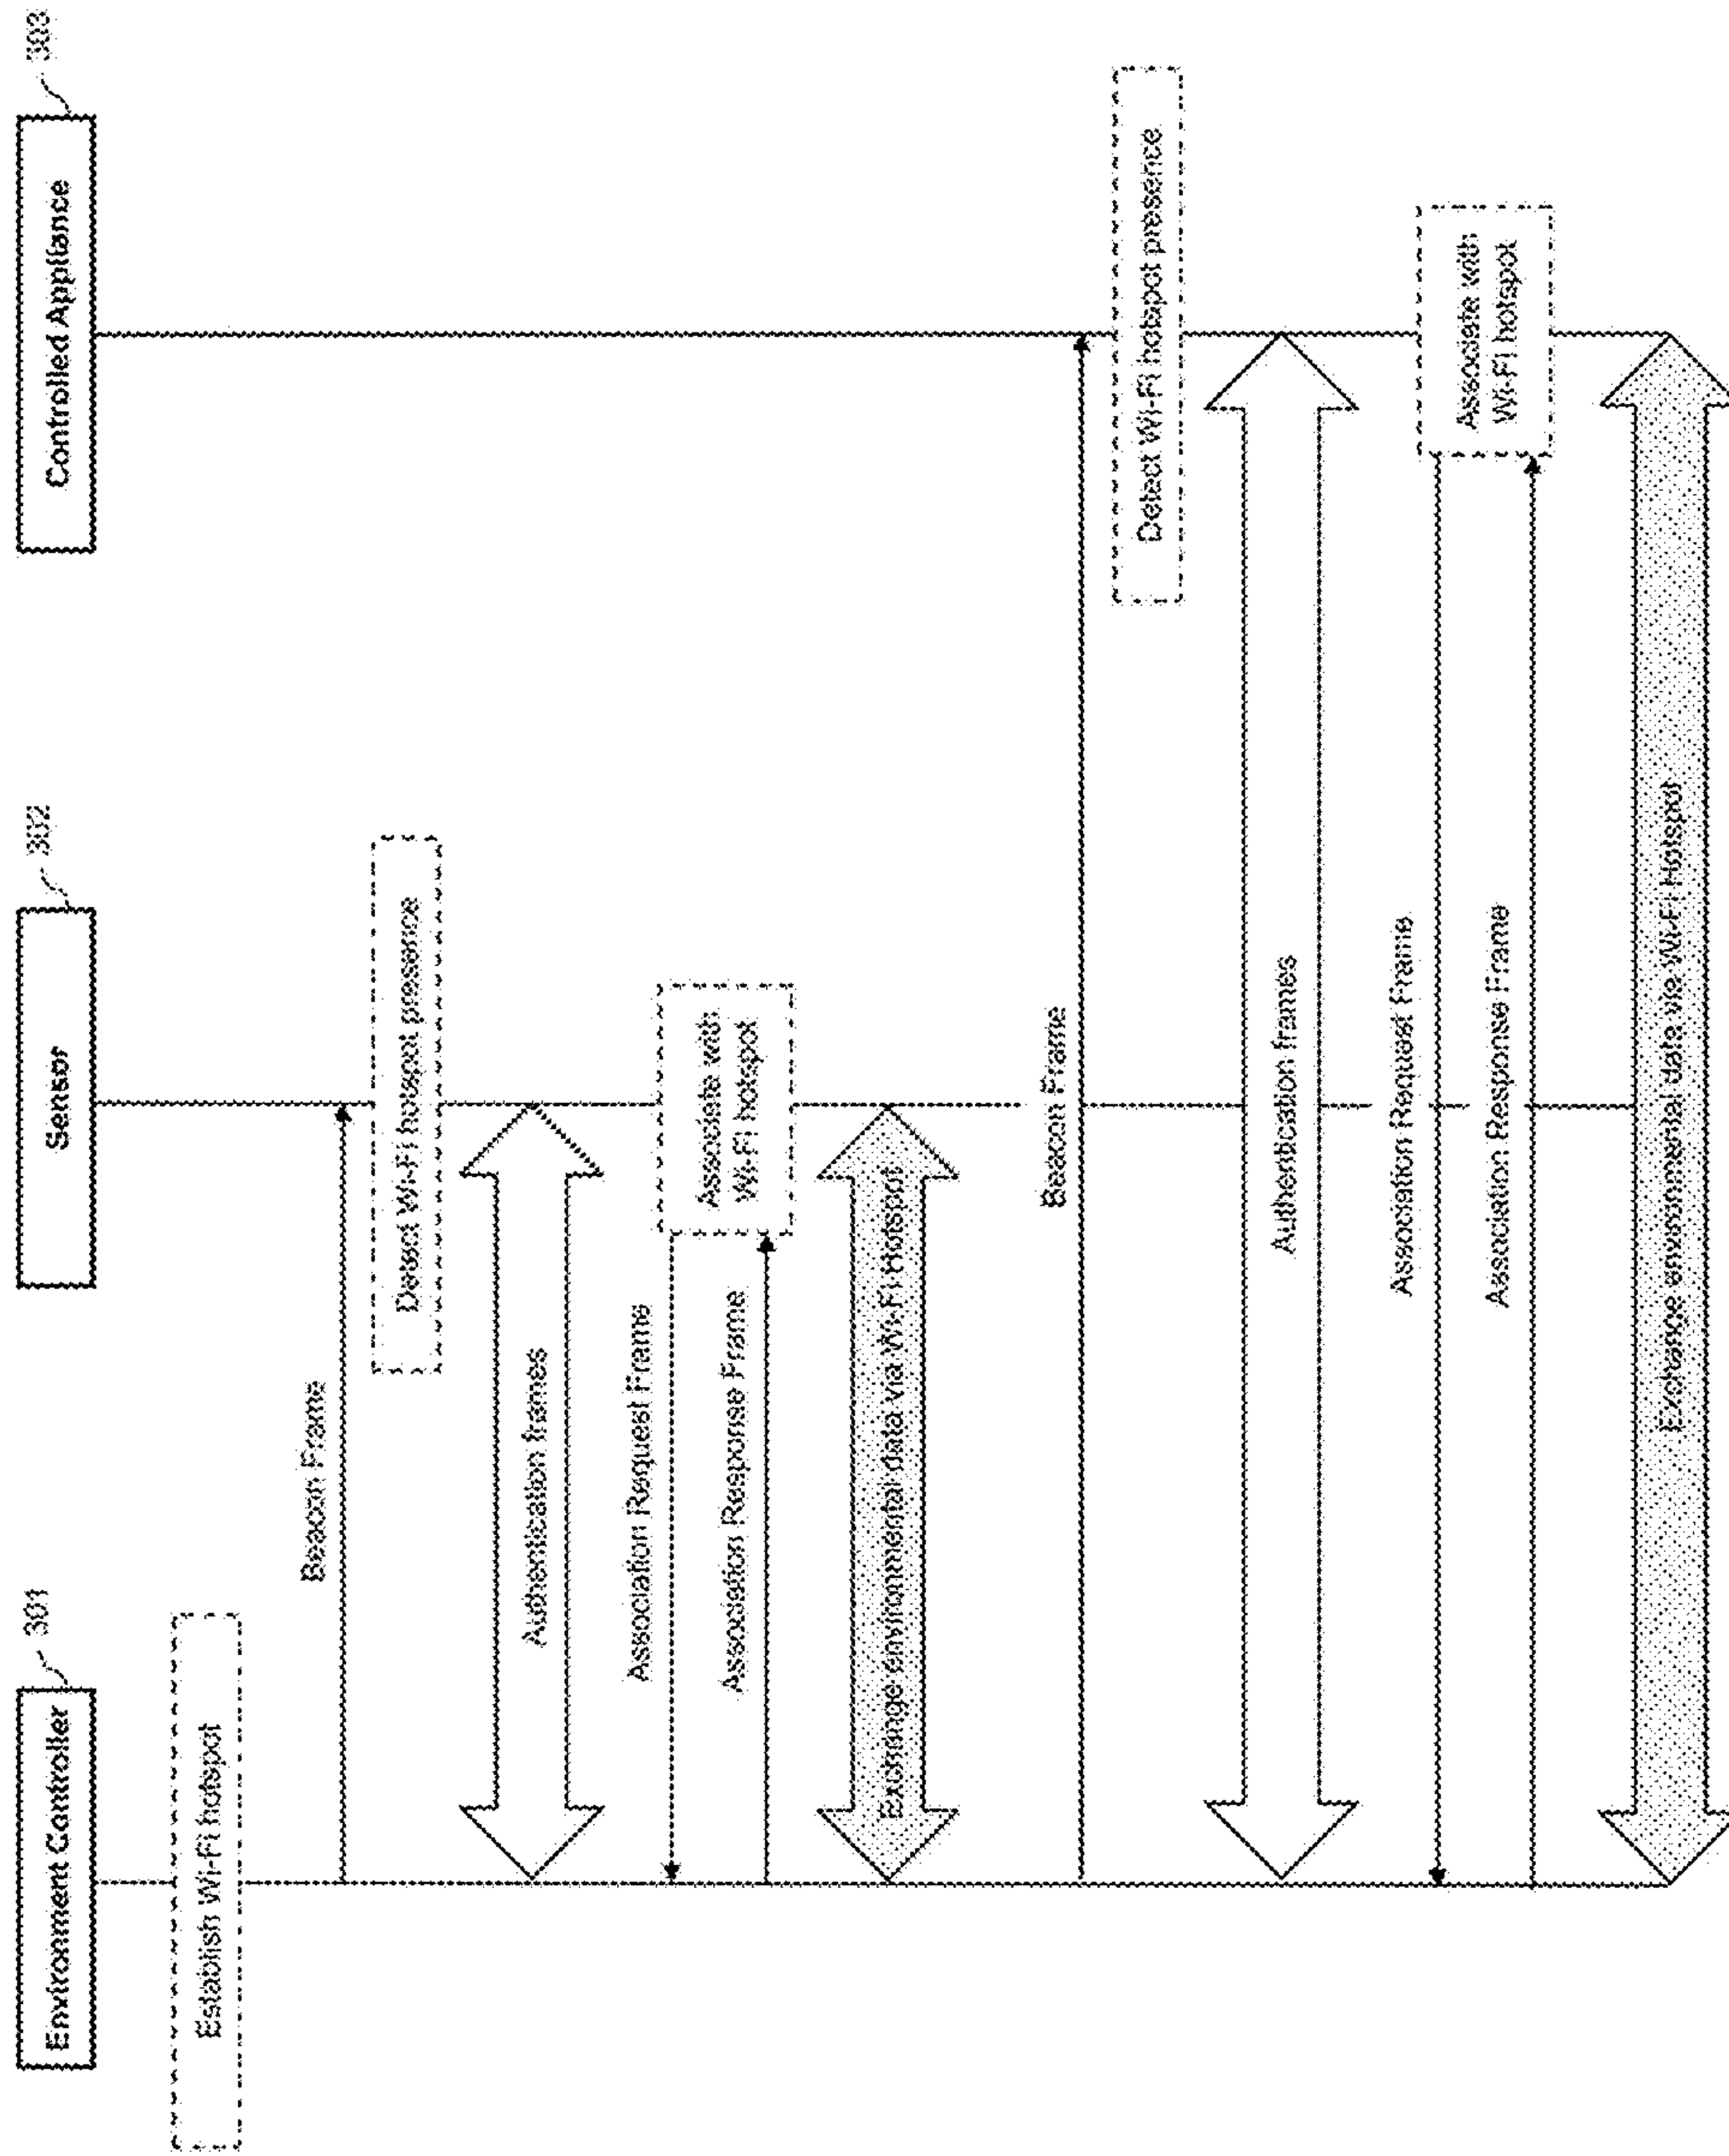 Environment Controller
301
Sensor
302
Controlled Appliance
303
Establish Wi-Fi hotspot
Beacon Frame
Detect Wi-Fi hotspot presence
Authentication frames
Association Request Frame
Associate with
Wi-Fi hotspot
Association Response Frame
Exchange environmental data via Wi-Fi Hotspot
Beacon Frame
Detect Wi-Fi hotspot presence
Authentication frames
Association Request Frame
Associate with
Wi-Fi hotspot
Association Response Frame
Exchange environmental data via Wi-Fi Hotspot